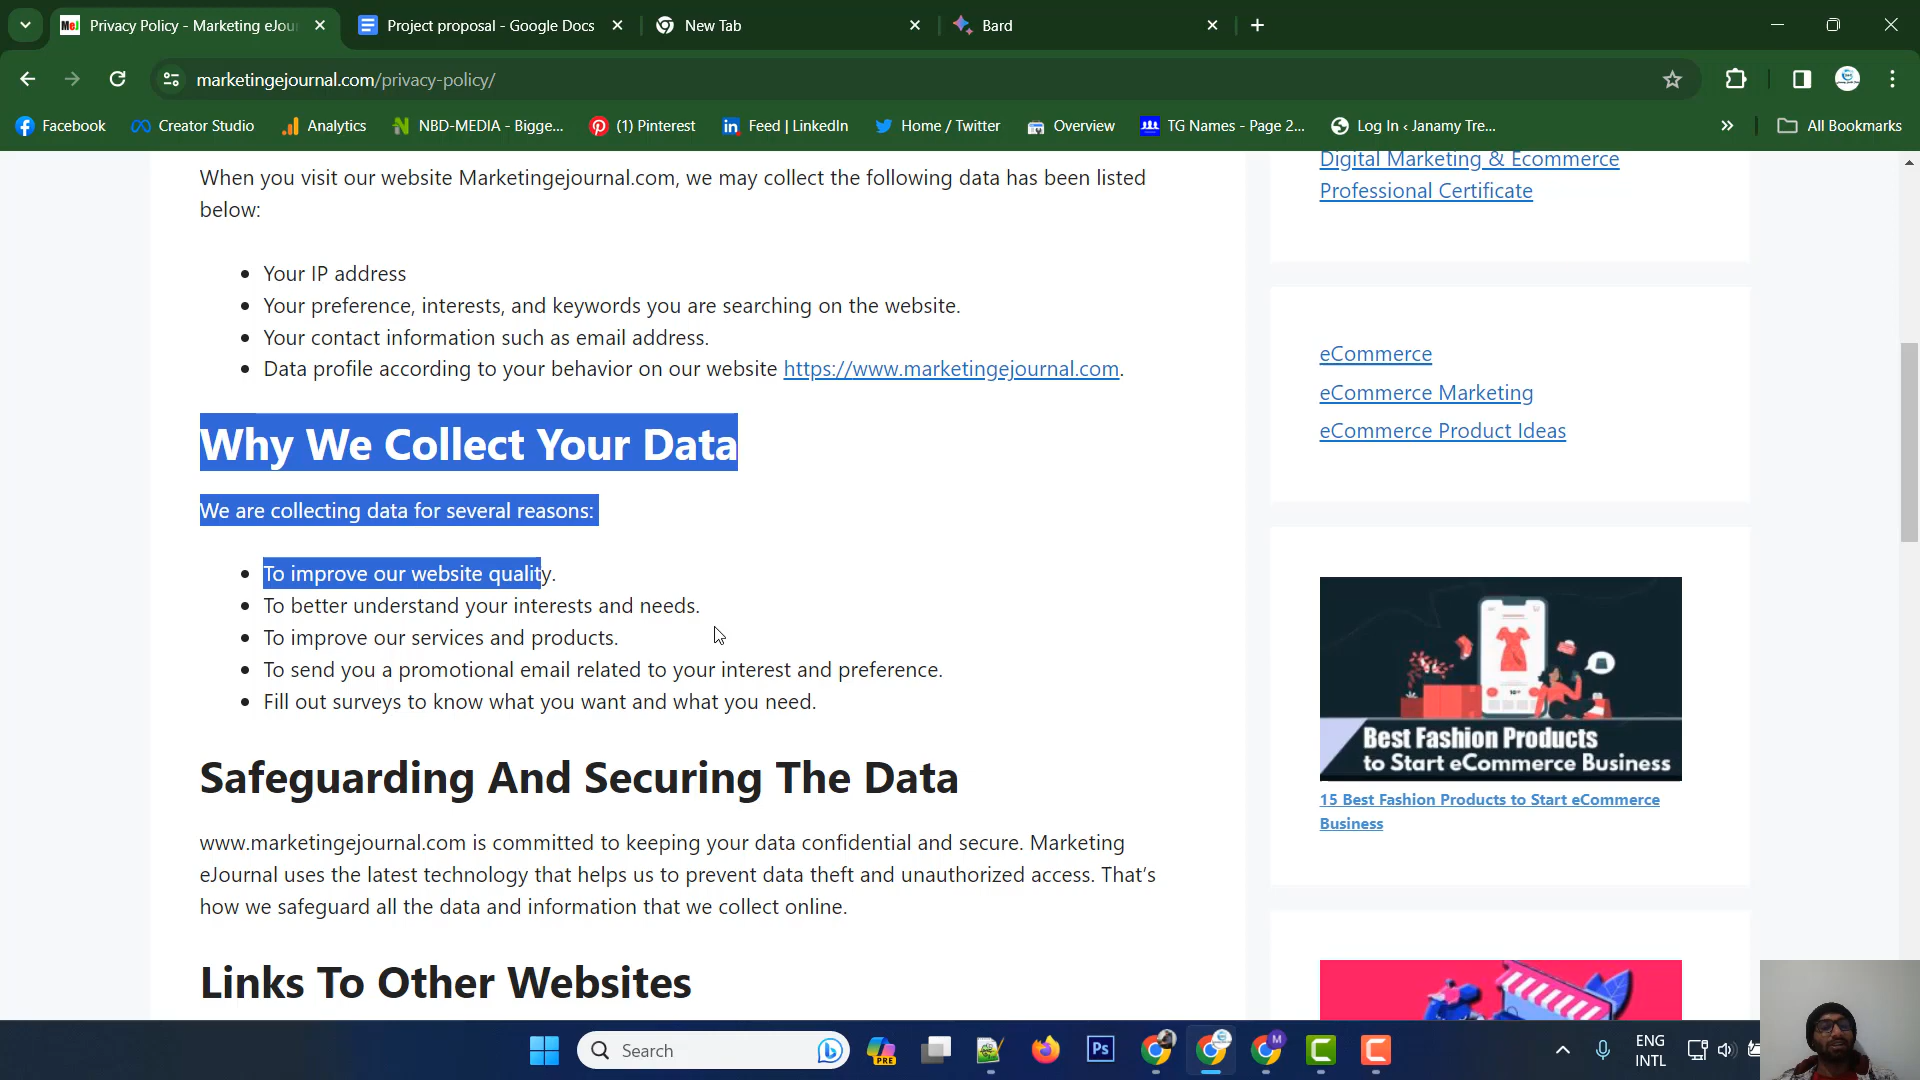 Privacy Policy - Marketing eJou
Project proposal - Google Docs
New Tab
Bard
marketingejournal.com/privacy-policy/
Facebook
Creator Studio
Analytics
NBD-MEDIA - Bigge...
(1) Pinterest
Feed | LinkedIn
Home / Twitter
Overview
TG Names - Page 2...
Log In ‹ Janamy Tre...
All Bookmarks
When you visit our website Marketingejournal.com, we may collect the following data has been listed
below:
Your IP address
Your preference, interests, and keywords you are searching on the website.
Your contact information such as email address.
Data profile according to your behavior on our website https://www.marketingejournal.com.
Why We Collect Your Data
We are collecting data for several reasons:
To improve our website quality.
To better understand your interests and needs.
To improve our services and products.
To send you a promotional email related to your interest and preference.
Fill out surveys to know what you want and what you need.
Safeguarding And Securing The Data
www.marketingejournal.com is committed to keeping your data confidential and secure. Marketing
eJournal uses the latest technology that helps us to prevent data theft and unauthorized access. That's
how we safeguard all the data and information that we collect online.
Links To Other Websites
Digital Marketing & Ecommerce
Professional Certificate
eCommerce
eCommerce Marketing
eCommerce Product Ideas
Best Fashion Products
to Start eCommerce Business
15 Best Fashion Products to Start eCommerce
Business
Search
PRE
Ps
M
ENG
INTL